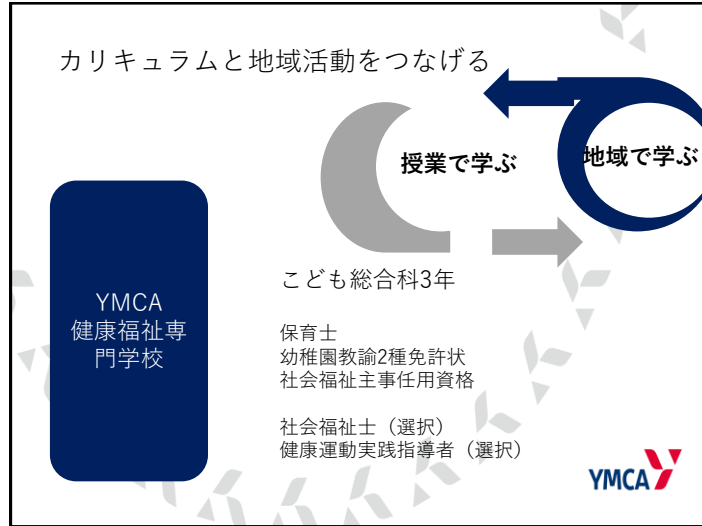 カリキュラムと地域活動をつなげる
授業で学ぶ
地域で学ぶ
YMCA
健康福祉専
門学校
こども総合科3年
保育士
幼稚園教諭2種免許状
社会福祉主事任用資格
社会福祉士（選択）
健康運動実践指導者（選択）
YMCA